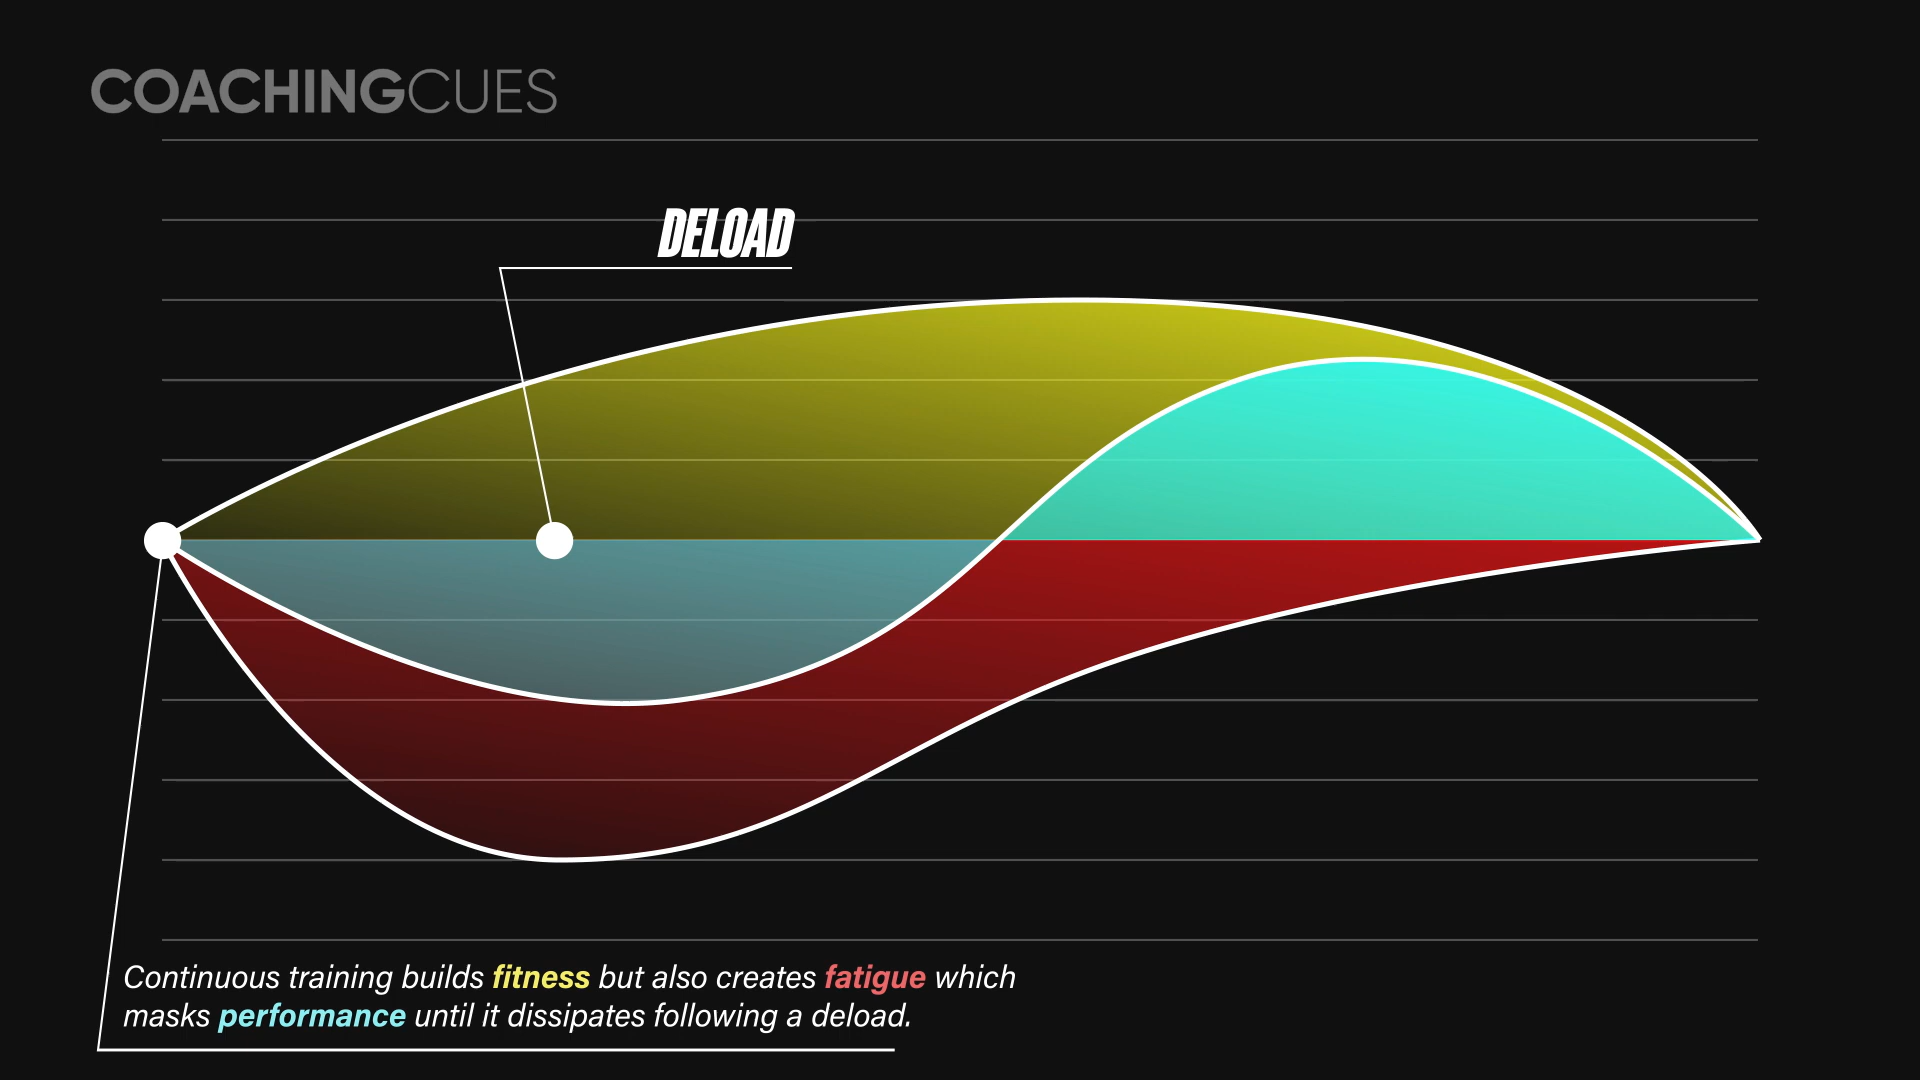 COACHINGCUES
DELOAD
Continuous training builds fitness but also creates fatigue which
masks performance until it dissipates following a deload.